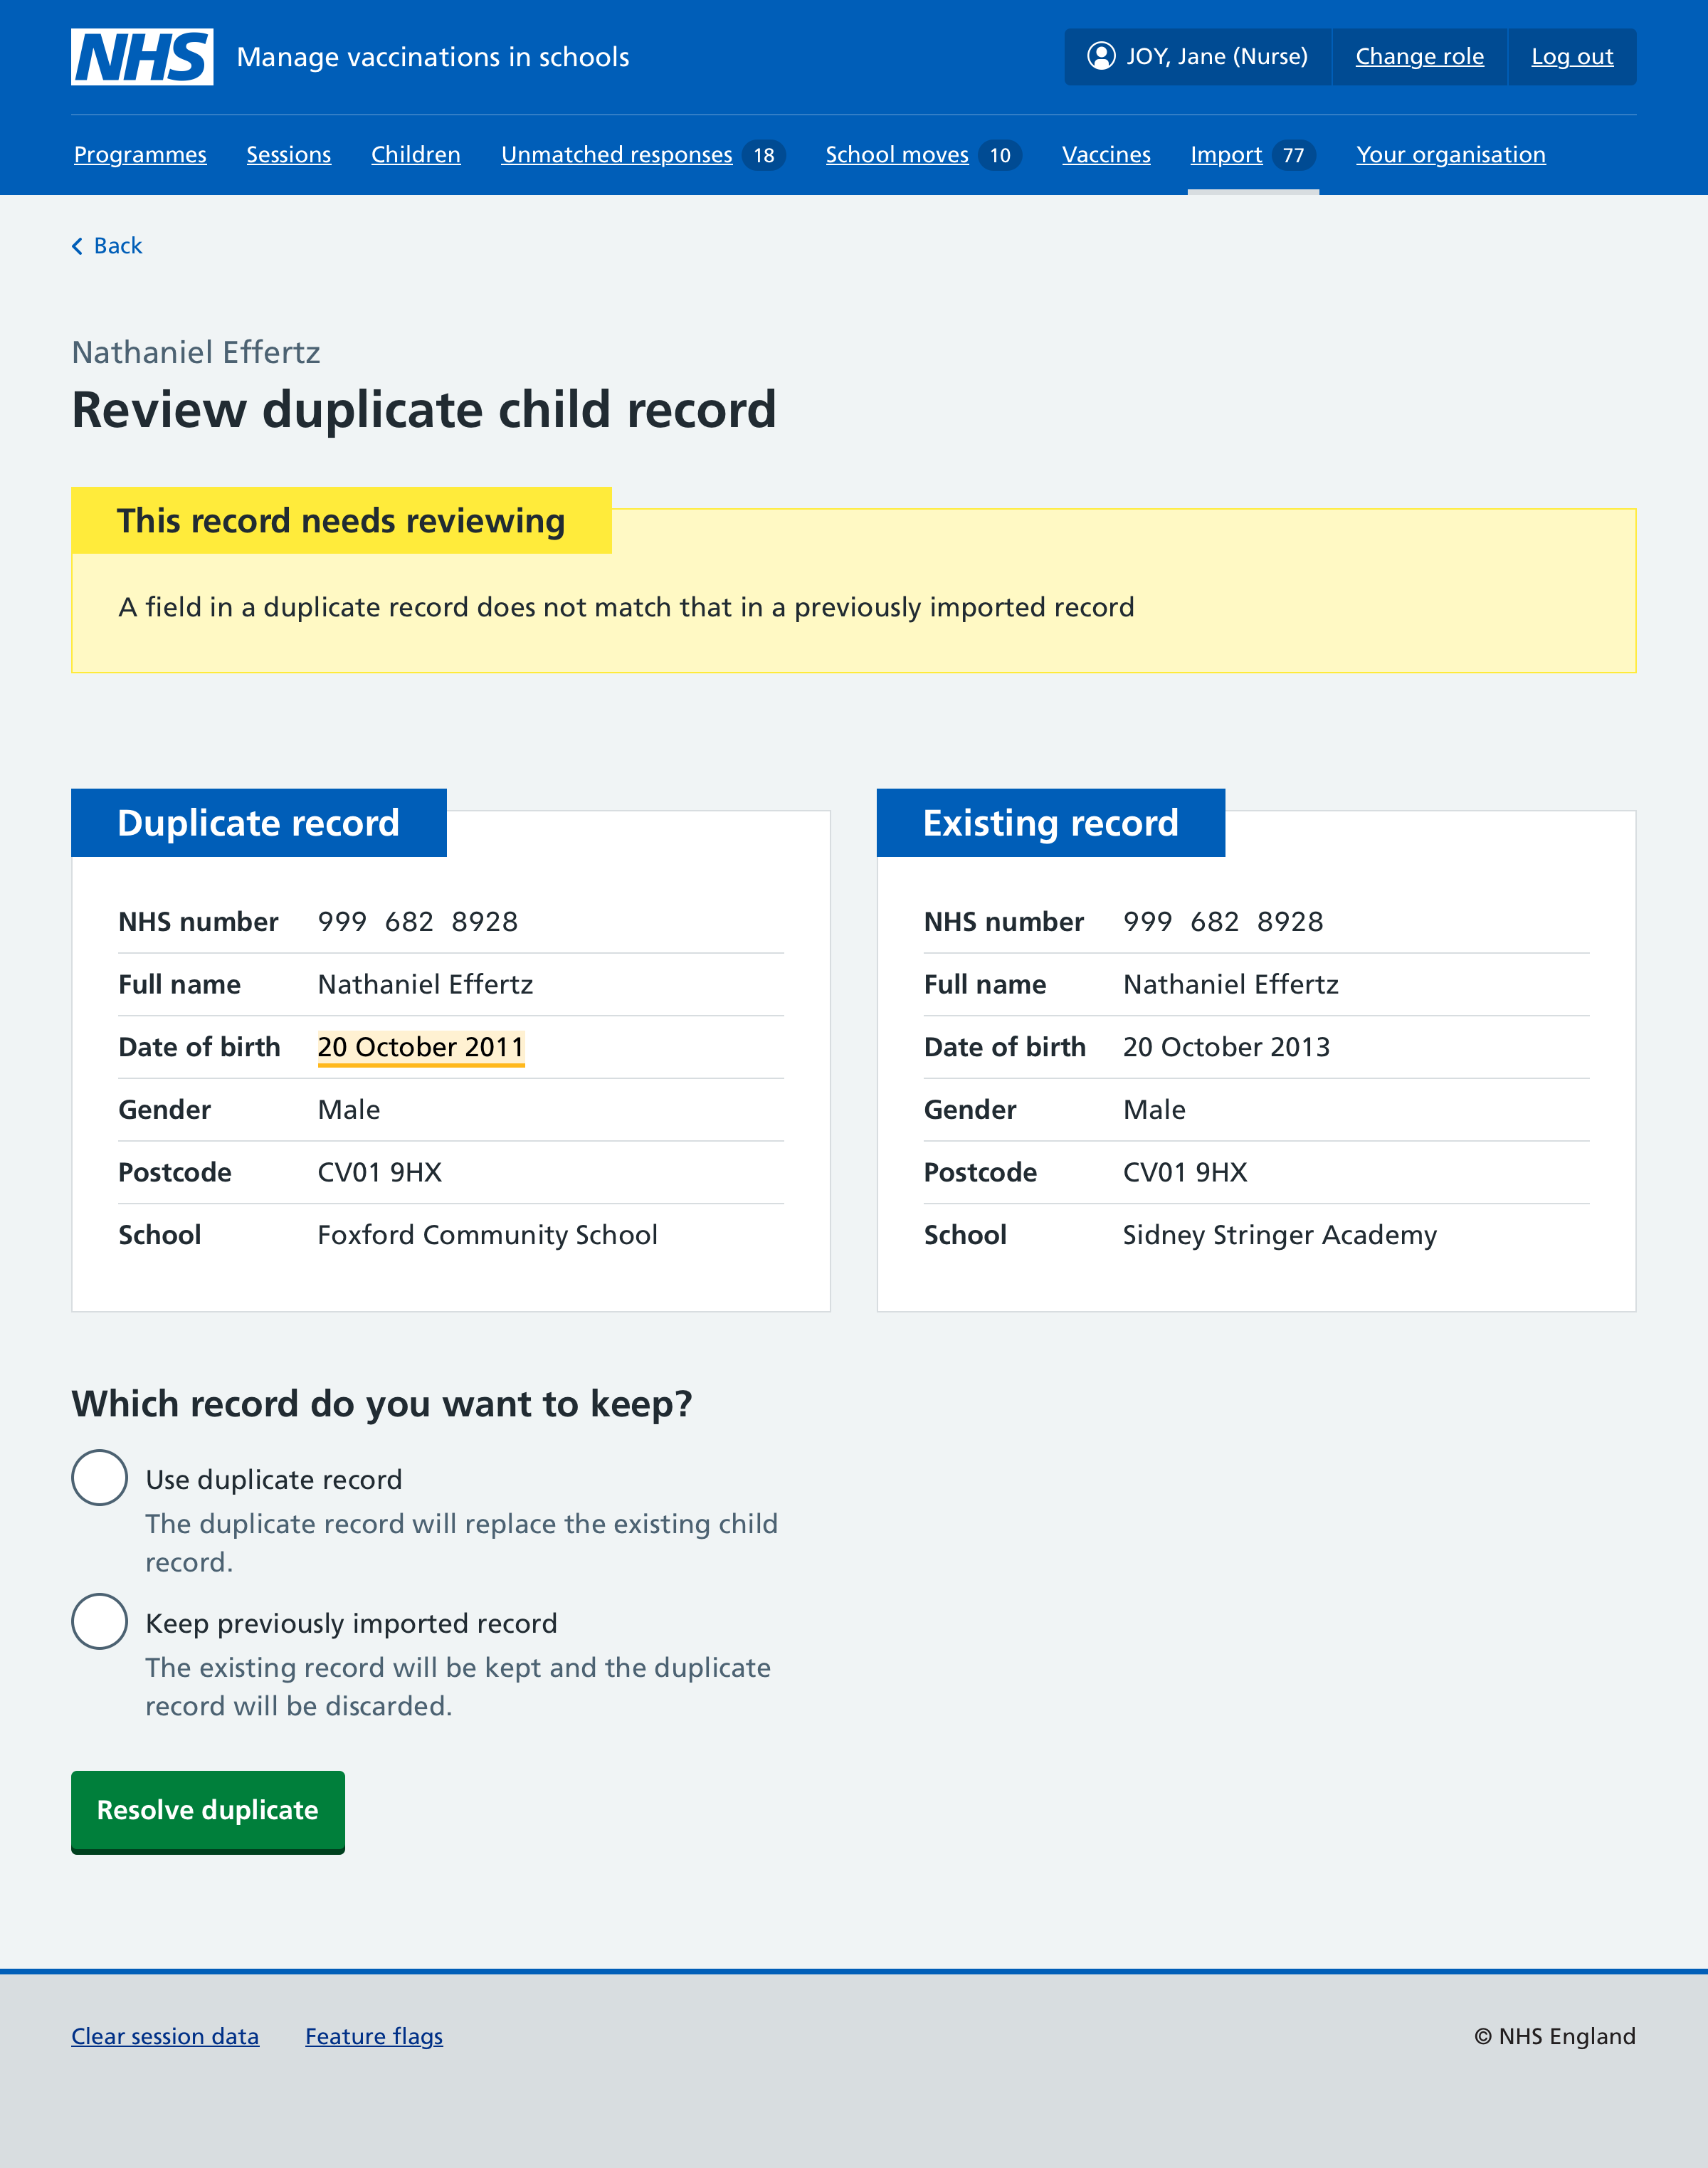 NHS Manage vaccinations in schools JOY, Jane (Nurse) Change role Log out
Programmes Sessions Children Unmatched responses 18 School moves 10 Vaccines Import 77 Your organisation
Back
Nathaniel Effertz
Review duplicate child record
This record needs reviewing
A field in a duplicate record does not match that in a previously imported record
Duplicate record
NHS number 999 682 8928
Full name Nathaniel Effertz
Date of birth 20 October 2011
Gender Male
Postcode CV01 9HX
School Foxford Community School
Existing record
NHS number 999 682 8928
Full name Nathaniel Effertz
Date of birth 20 October 2013
Gender Male
Postcode CV01 9HX
School Sidney Stringer Academy
Which record do you want to keep?
Use duplicate record
The duplicate record will replace the existing child
record.
Keep previously imported record
The existing record will be kept and the duplicate
record will be discarded.
Resolve duplicate
Clear session data Feature flags © NHS England